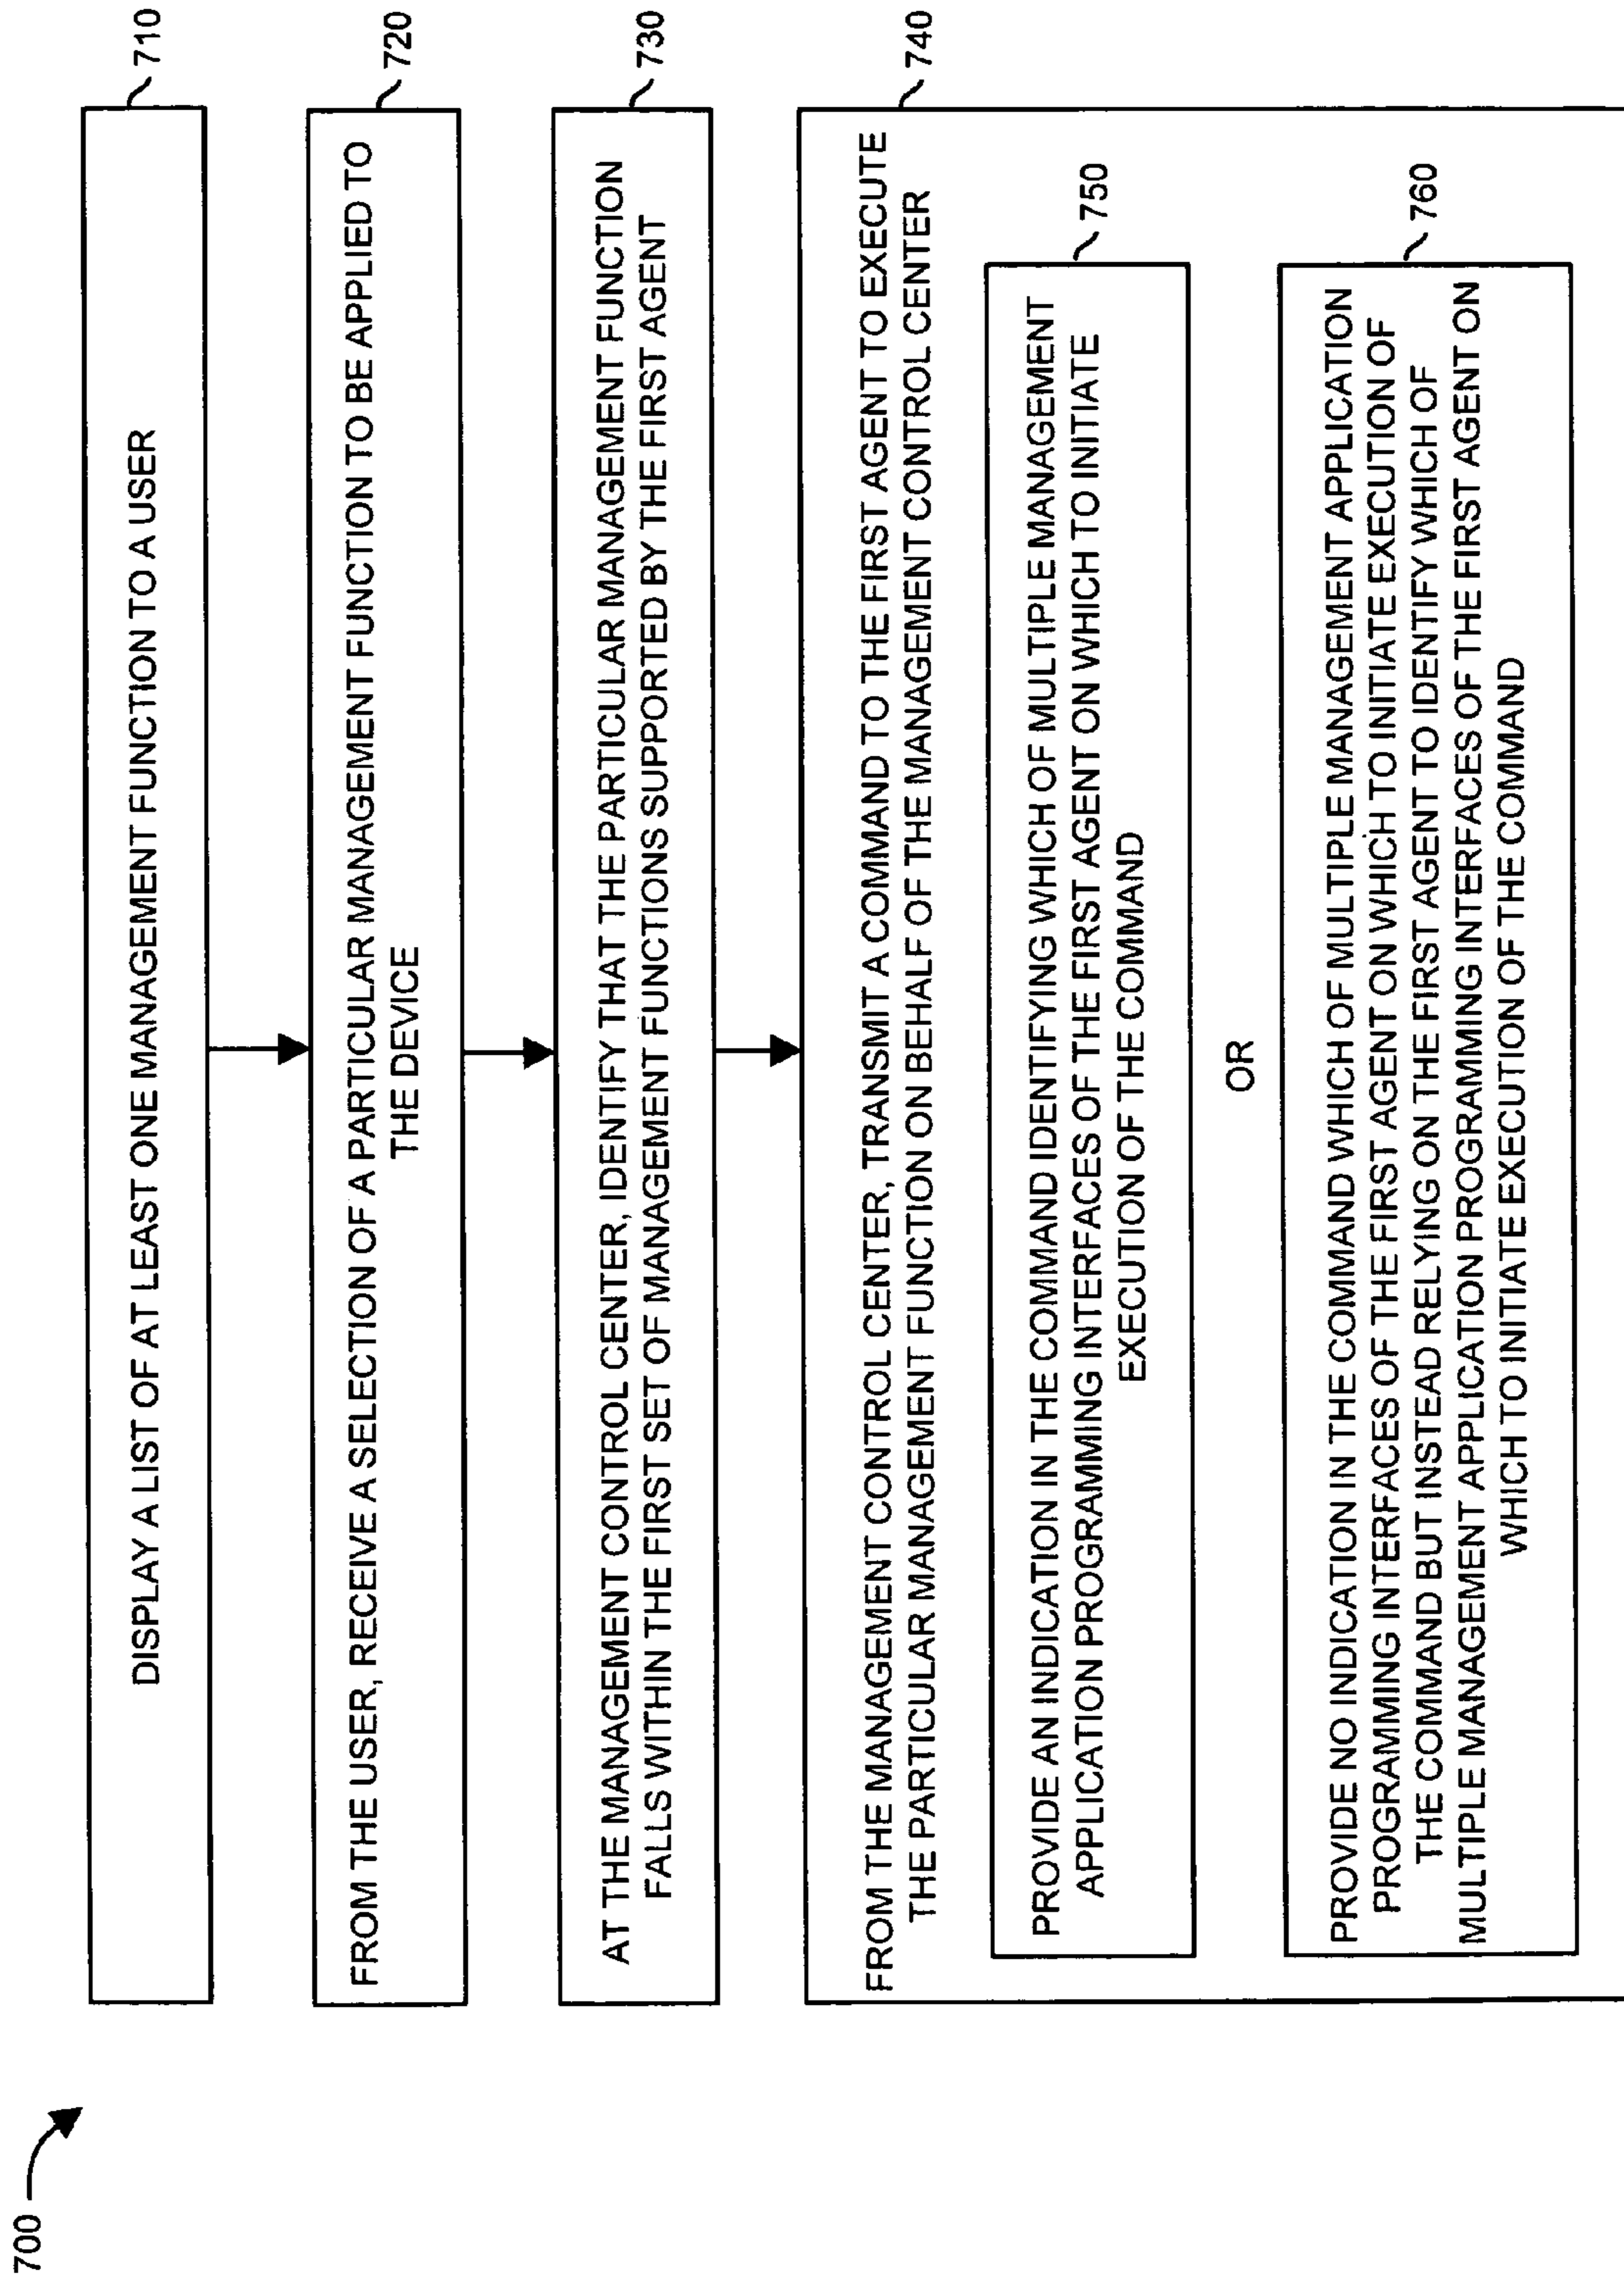 700
DISPLAY A LIST OF AT LEAST ONE MANAGEMENT FUNCTION TO A USER
710
FROM THE USER, RECEIVE A SELECTION OF A PARTICULAR MANAGEMENT FUNCTION TO BE APPLIED TO
THE DEVICE
720
AT THE MANAGEMENT CONTROL CENTER, IDENTIFY THAT THE PARTICULAR MANAGEMENT FUNCTION
FALLS WITHIN THE FIRST SET OF MANAGEMENT FUNCTIONS SUPPORTED BY THE FIRST AGENT
730
FROM THE MANAGEMENT CONTROL CENTER, TRANSMIT A COMMAND TO THE FIRST AGENT TO EXECUTE
THE PARTICULAR MANAGEMENT FUNCTION ON BEHALF OF THE MANAGEMENT CONTROL CENTER
740
PROVIDE AN INDICATION IN THE COMMAND IDENTIFYING WHICH OF MULTIPLE MANAGEMENT
APPLICATION PROGRAMING INTERFACES OF THE FIRST AGENT ON WHICH TO INITIATE
EXECUTION OF THE COMMAND
750
OR
PROVIDE NO INDICATION IN THE COMMAND WHICH OF MULTIPLE MANAGEMENT APPLICATION
PROGRAMMING INTERFACES OF THE FIRST AGENT ON WHICH TO INITIATE EXECUTION OF
THE COMMAND BUT INSTEAD RELYING ON THE FIRST AGENT TO IDENTIFY WHICH OF
MULTIPLE MANAGEMENT APPLICATION PROGRAMMING INTERFACES OF THE FIRST AGENT ON
WHICH TO INITIATE EXECUTION OF THE COMMAND
760